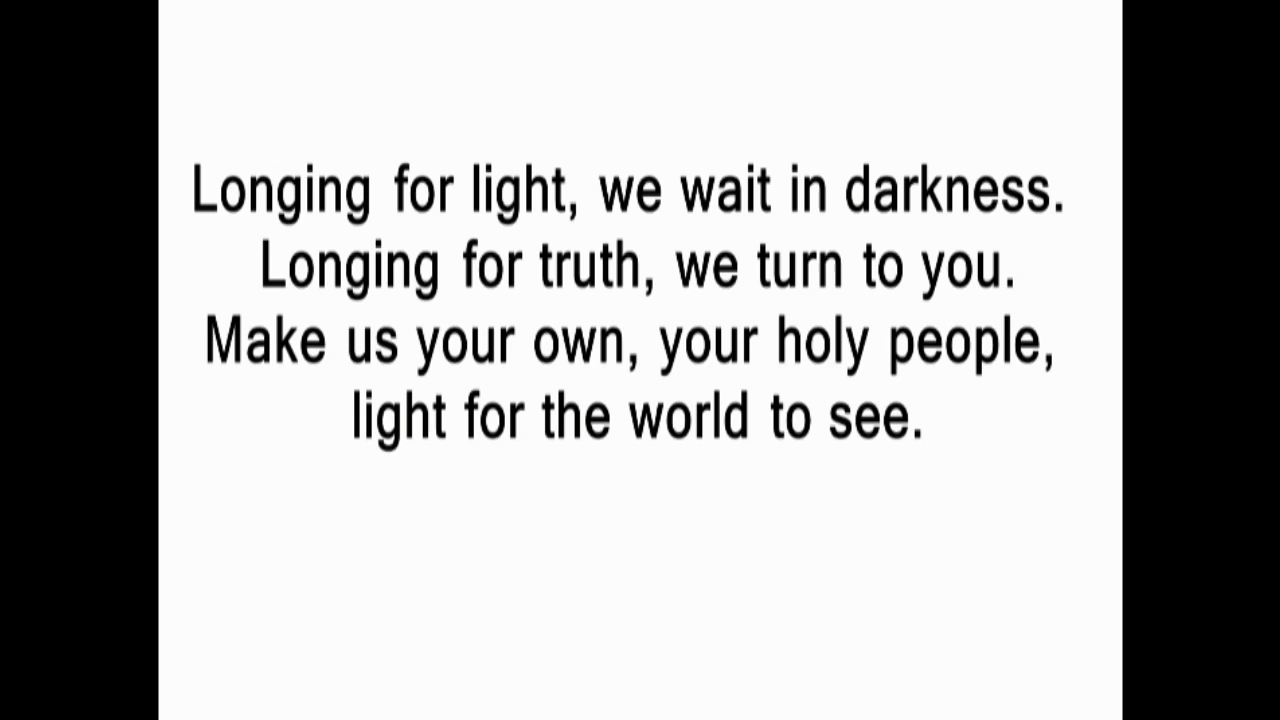 Longing for light, we wait in darkness.
Longing for truth, we turn to you.
Make us your own, your holy people,
light for the world to see.